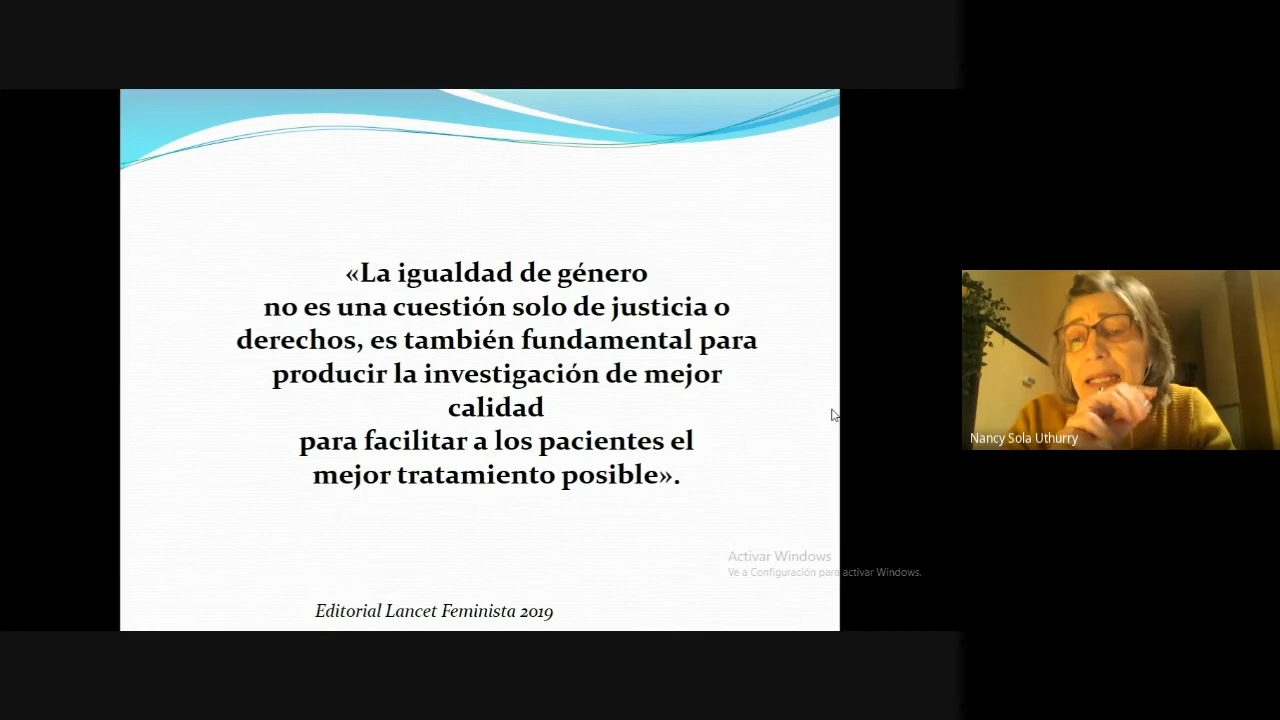 «La igualdad de género
no es una cuestión solo de justicia o
derechos, es también fundamental para
producir la investigación de mejor
calidad
para facilitar a los pacientes el
mejor tratamiento posible».
Editorial Lancet Feminista 2019
Activar Windows
Ve a Configuración para activar Windows.
Nancy Sola Uthurry